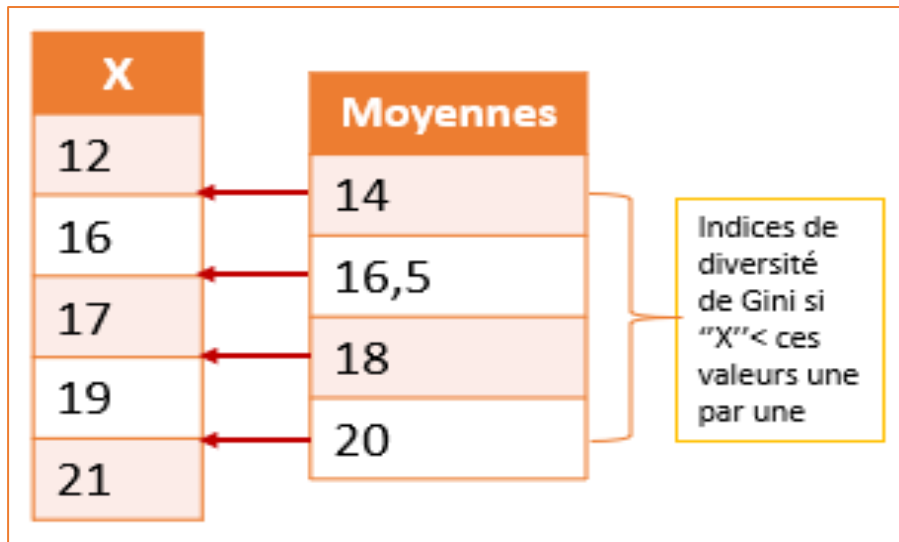 X
12
16
17
19
21
Moyennes
14
16,5
18
20
Indices de
diversité
de Gini si
‘’X’’< ces
valeurs une
par une